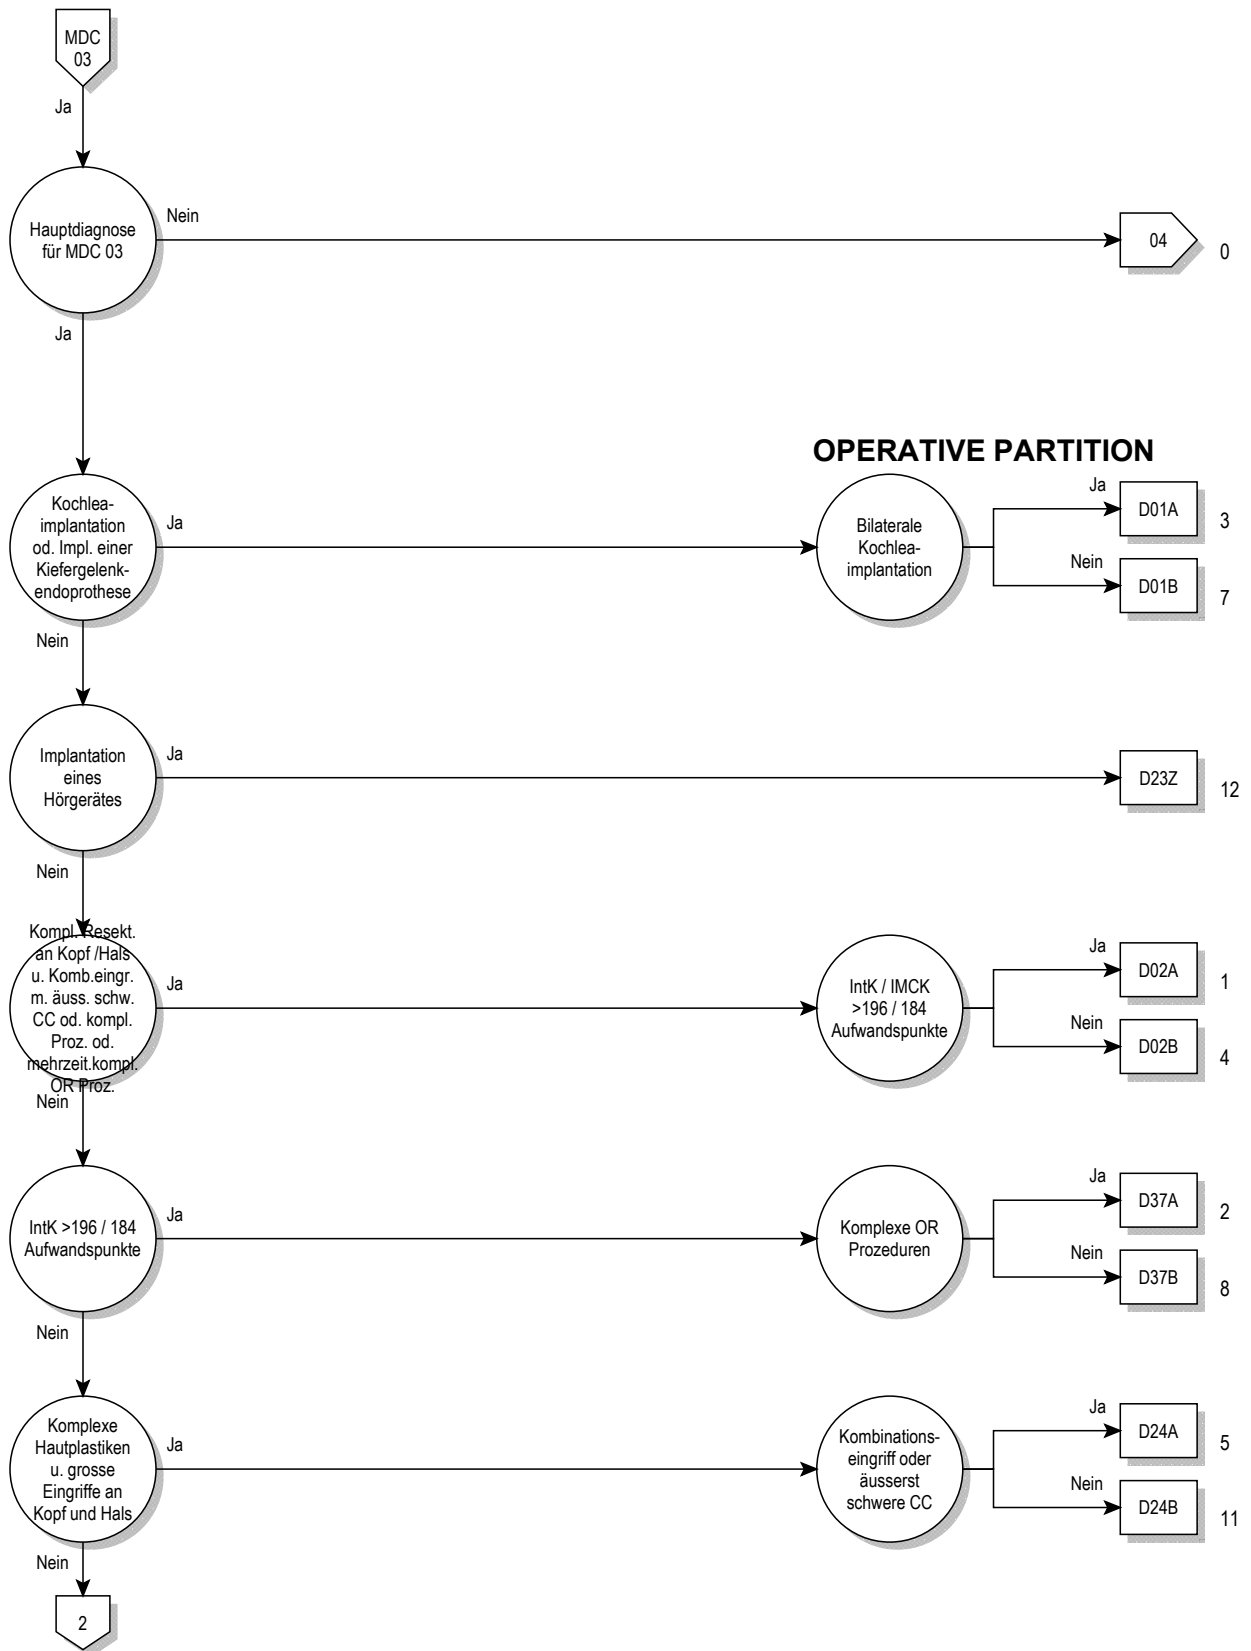 MDC
03
Ja
Hauptdiagnose
für MDC 03
Nein
04
0
Ja
OPERATIVE PARTITION
Kochlea-
implantation
od. Impl. einer
Kiefergelenk-
endoprothese
Ja
Bilaterale
Kochlea-
implantation
Ja
D01A
3
Nein
D01B
7
Nein
Implantation
eines
Hörgerätes
Ja
D23Z
12
Nein
Kompl. Resekt.
an Kopf /Hals
u. Komb.eingr.
m. äuss. schw.
CC od. kompl.
Proz. od.
mehrzeit.kompl.
OR Proz.
Ja
IntK / IMCK
>196 / 184
Aufwandspunkte
Ja
D02A
1
Nein
D02B
4
Nein
IntK >196 / 184
Aufwandspunkte
Ja
Komplexe OR
Prozeduren
Ja
D37A
2
Nein
D37B
8
Nein
Komplexe
Hautplastiken
u. grosse
Eingriffe an
Kopf und Hals
Ja
Kombinations-
eingriff oder
äusserst
schwere CC
Ja
D24A
5
Nein
D24B
11
Nein
2